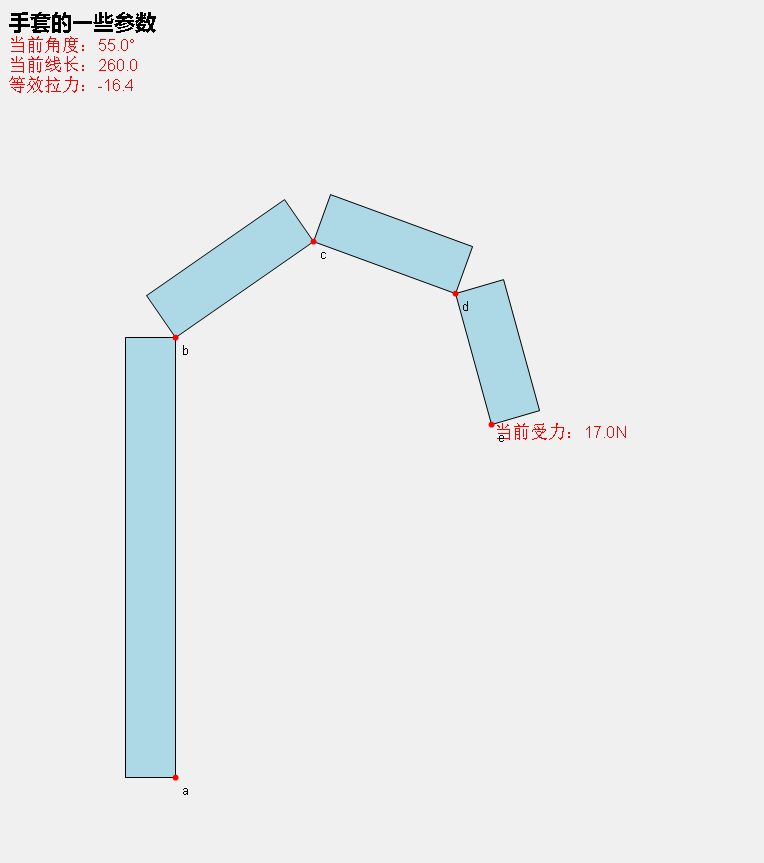 手套的一些参数
当前角度：55.0°
当前线长：260.0
等效拉力：-16.4
c
d
b
当前受力：17.0N
e
a